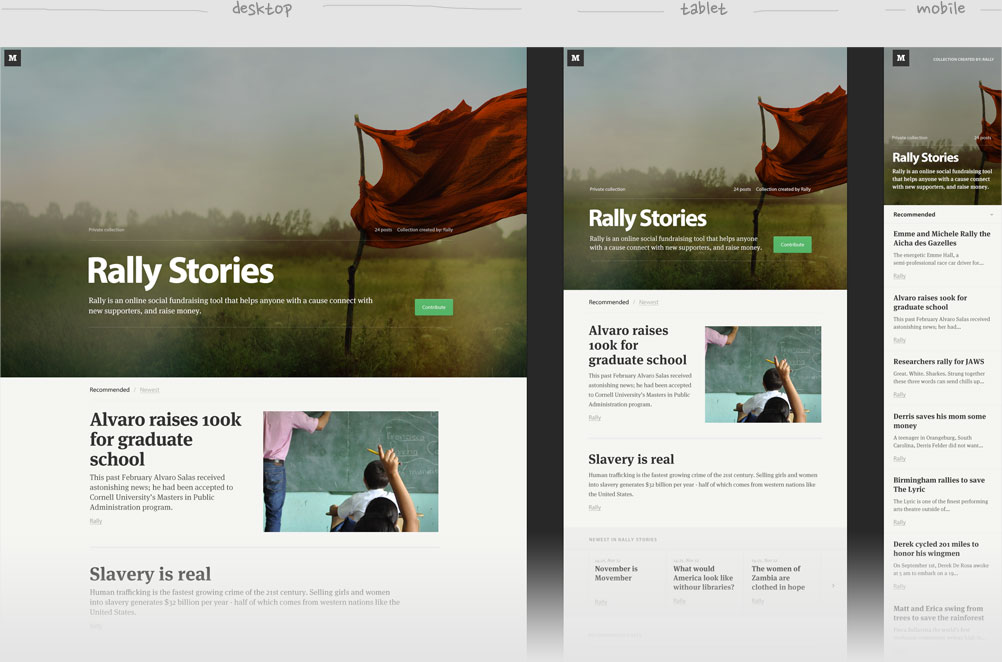 desktop
tablet
mobile
M
Private collection
24 posts Collection created by: Rally
Rally Stories
Rally is an online social fundraising tool that helps anyone with a cause connect with
new supporters, and raise money.
Contribute
Recommended / Newest
Alvaro raises 100k
for graduate
school
This past February Alvaro Salas received
astonishing news; he had been accepted to
Cornell University's Masters in Public
Administration program.
Rally
Slavery is real
Human trafficking is the fastest growing crime of the 21st century. Selling girls and women
into slavery generates $32 billion per year - half of which comes from western nations like the
United States.
Rally
M
Private collection
24 posts Collection created by Rally
Rally Stories
Rally is an online social fundraising tool that helps anyone
with a cause connect with new supporters, and raise money.
Contribute
Recommended / Newest
Alvaro raises
100k for
graduate school
This past February Alvaro Salas received
astonishing news; he had been accepted
to Cornell University's Masters in Public
Administration program.
Rally
Slavery is real
Human trafficking is the fastest growing crime of the 21st century. Selling girls and women
into slavery generates $32 billion per year - half of which comes from western nations like
the United States.
Rally
NEWEST IN RALLY STORIES
November is
Movember
Rally
What would
America look like
withour libraries?
Rally
The women of
Zambia are
clothed in hope
Rally
M
COLLECTION CREATED BY: RALLY
Private collection
24 posts
Rally Stories
Rally is an online social fundraising tool
that helps anyone with a cause connect
with new supporters, and raise money.
Recommended
Emme and Michele Rally the
Aicha des Gazelles
The energetic Emme Hall, a
semi-professional race car driver for...
Rally
Alvaro raises 100k for
graduate school
This past February Alvaro Salas received
astonishing news; he had...
Rally
Researchers rally for JAWS
Great, White, Sharkes. Strung together
these three words can send chills up...
Rally
Derris saves his mom some
money
A teenager in Orangeburg, South
Carolina, Derris Felder did not want...
Rally
Birmingham rallies to save
The Lyric
The Lyric is one of the finest performing
arts theatre outside of...
Rally
Derek cycled 201 miles to
honor his wingmen
On September 1st, Derek De Rosa awoke
at 5 am to embark on a 19...
Rally
Matt and Erica swing from
trees to save the rainforest